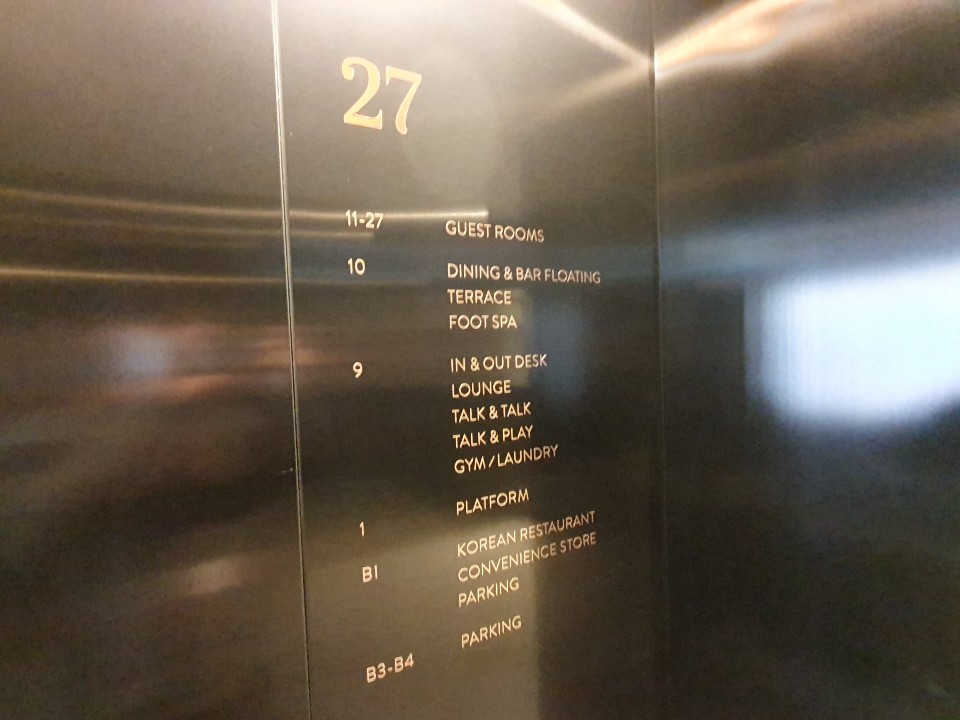 27
11-27 GUEST ROOMS
10 DINING & BAR FLOATING
TERRACE
FOOT SPA
9 IN & OUT DESK
LOUNGE
TALK & TALK
TALK & PLAY
GYM / LAUNDRY
1 PLATFORM
B1 KOREAN RESTAURANT
CONVENIENCE STORE
PARKING
B3-B4 PARKING